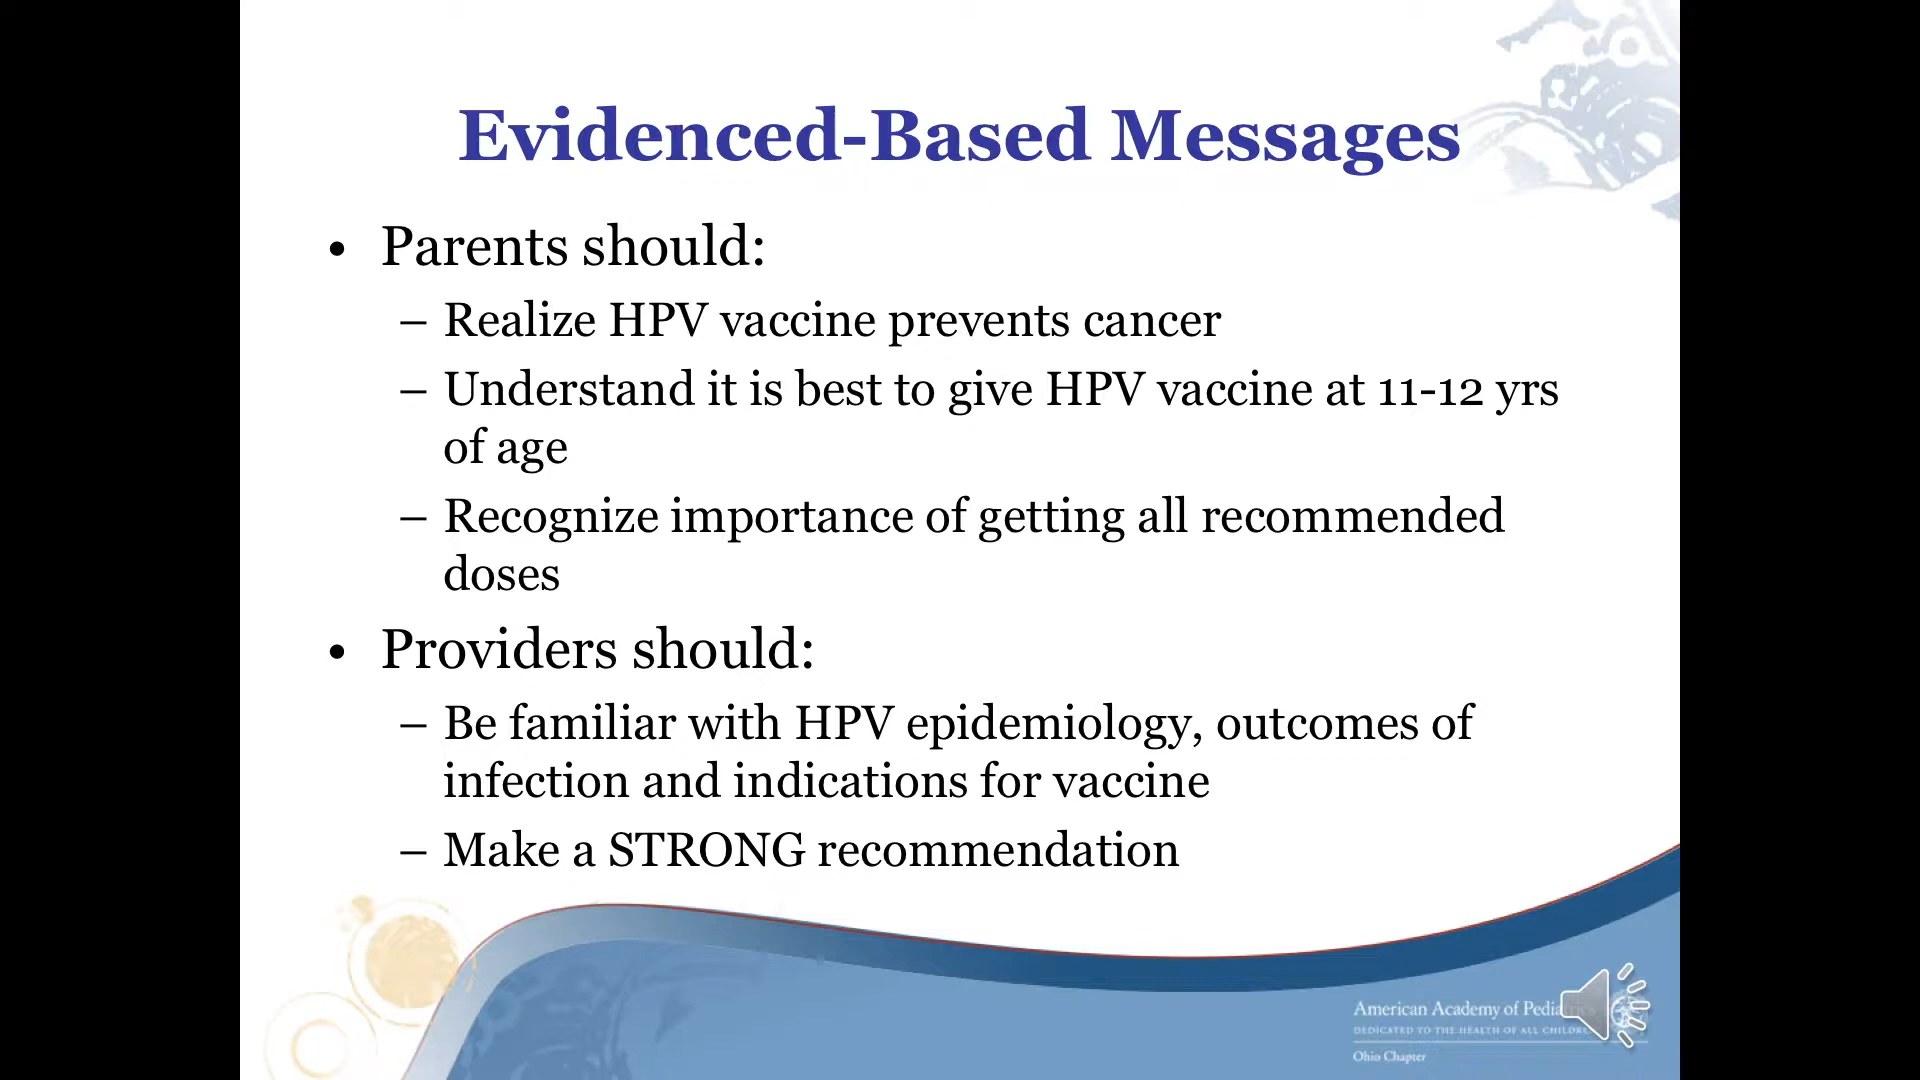 Evidenced-Based Messages
• Parents should:
– Realize HPV vaccine prevents cancer
– Understand it is best to give HPV vaccine at 11-12 yrs
of age
– Recognize importance of getting all recommended
doses
• Providers should:
– Be familiar with HPV epidemiology, outcomes of
infection and indications for vaccine
– Make a STRONG recommendation
American Academy of
DEDICATED TO THE HEALTH OF ALL
Ohio Chapter